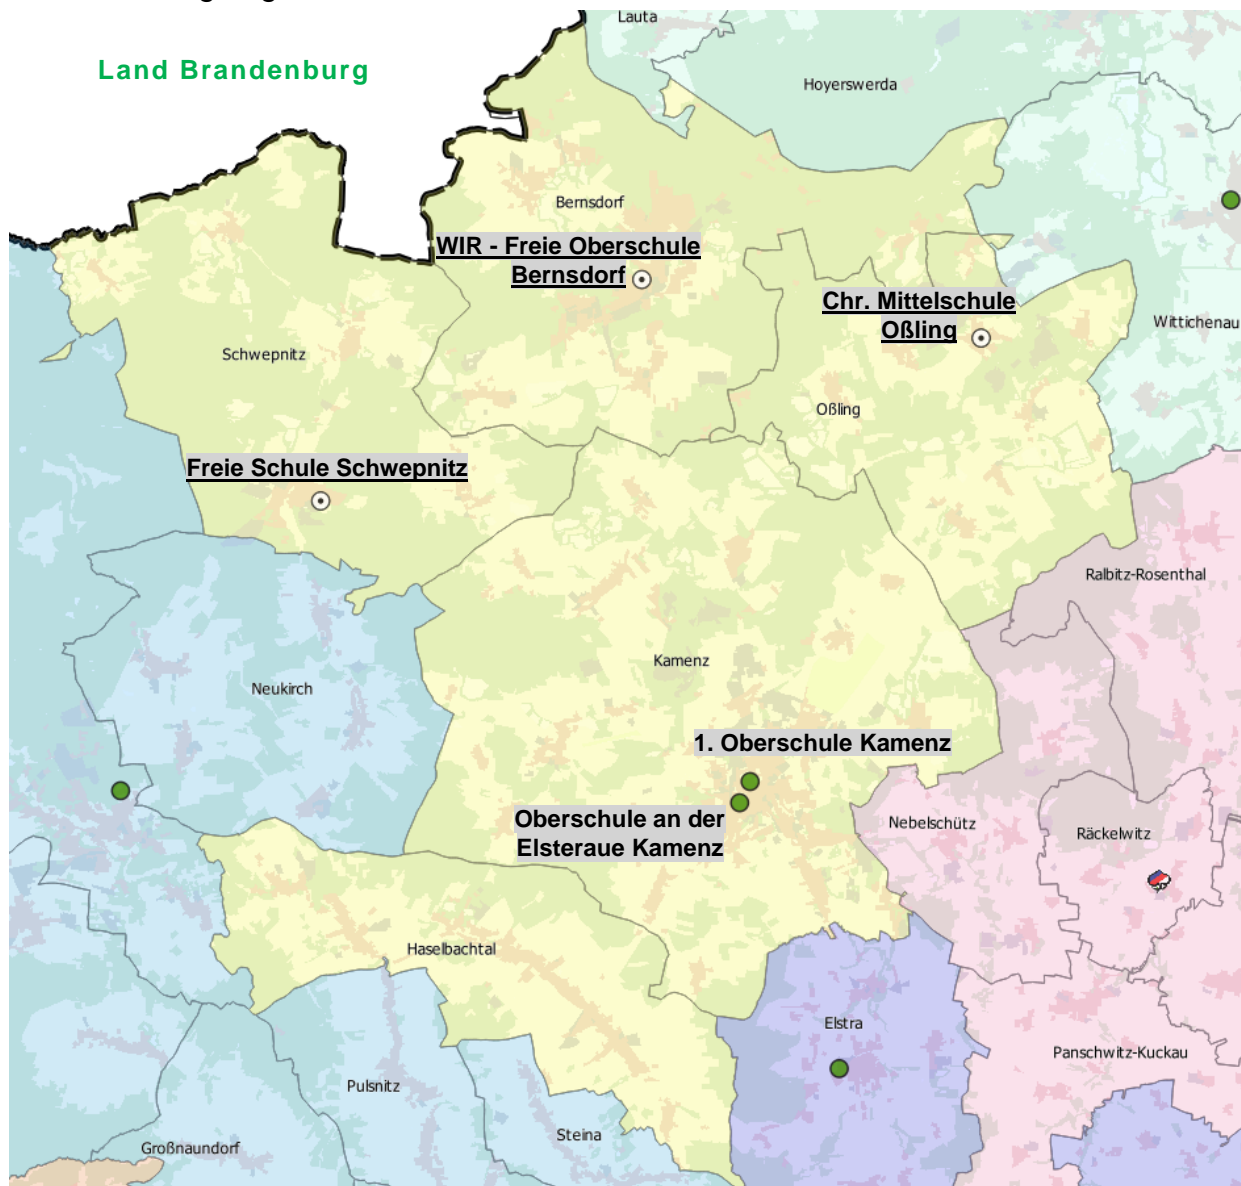 Lauta
Land Brandenburg
Hoyerswerda
Bernsdorf
WIR - Freie Oberschule
Bernsdorf
Chr. Mittelschule
Oßling
Wittichenau
Schwepnitz
Oßling
Freie Schule Schwepnitz
Ralbitz-Rosenthal
Kamenz
Neukirch
1. Oberschule Kamenz
Oberschule an der
Elsteraue Kamenz
Nebelschütz
Räckelwitz
Haselbachtal
Elstra
Panschwitz-Kuckau
Pulsnitz
Steina
Großnaundorf